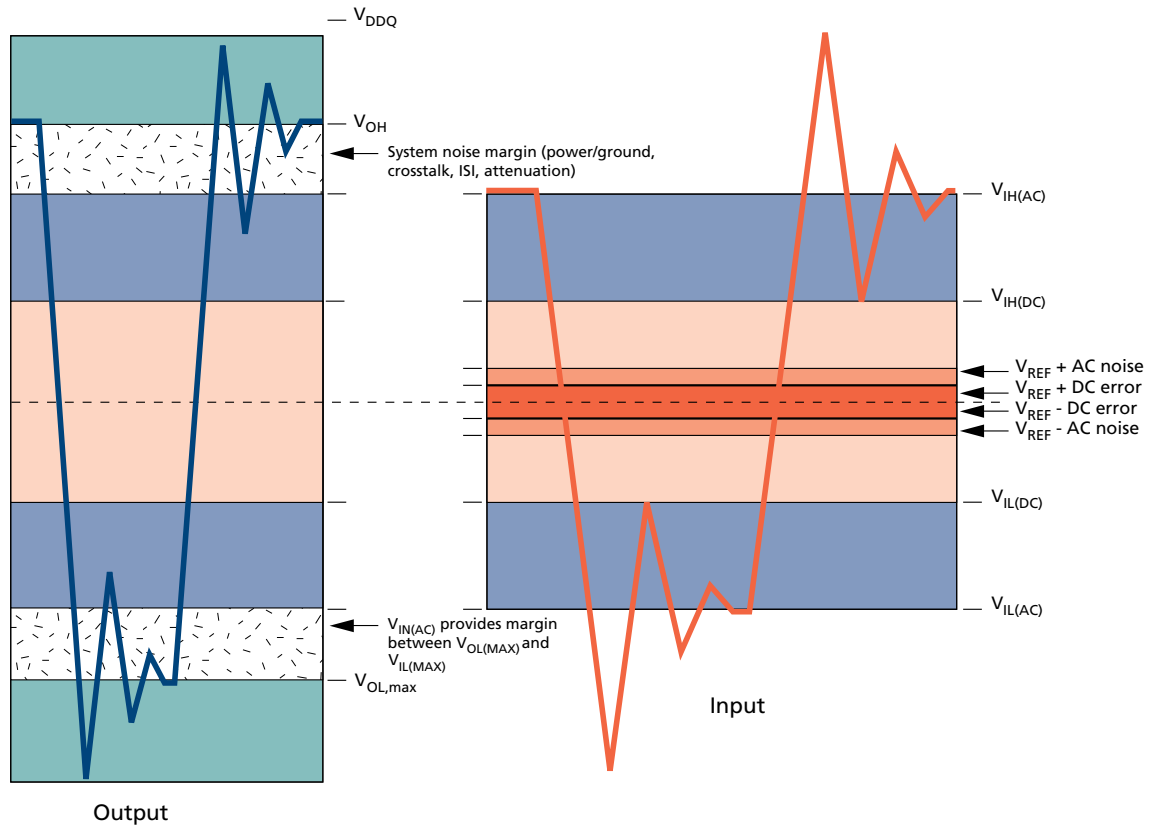 VDDQ
VOH
System noise margin (power/ground,
crosstalk, ISI, attenuation)
VIH(AC)
VIH(DC)
VREF + AC noise
VREF + DC error
VREF - DC error
VREF - AC noise
VIL(DC)
VIL(AC)
VIN(AC) provides margin
between VOL(MAX) and
VIL(MAX)
VOL,max
Input
Output